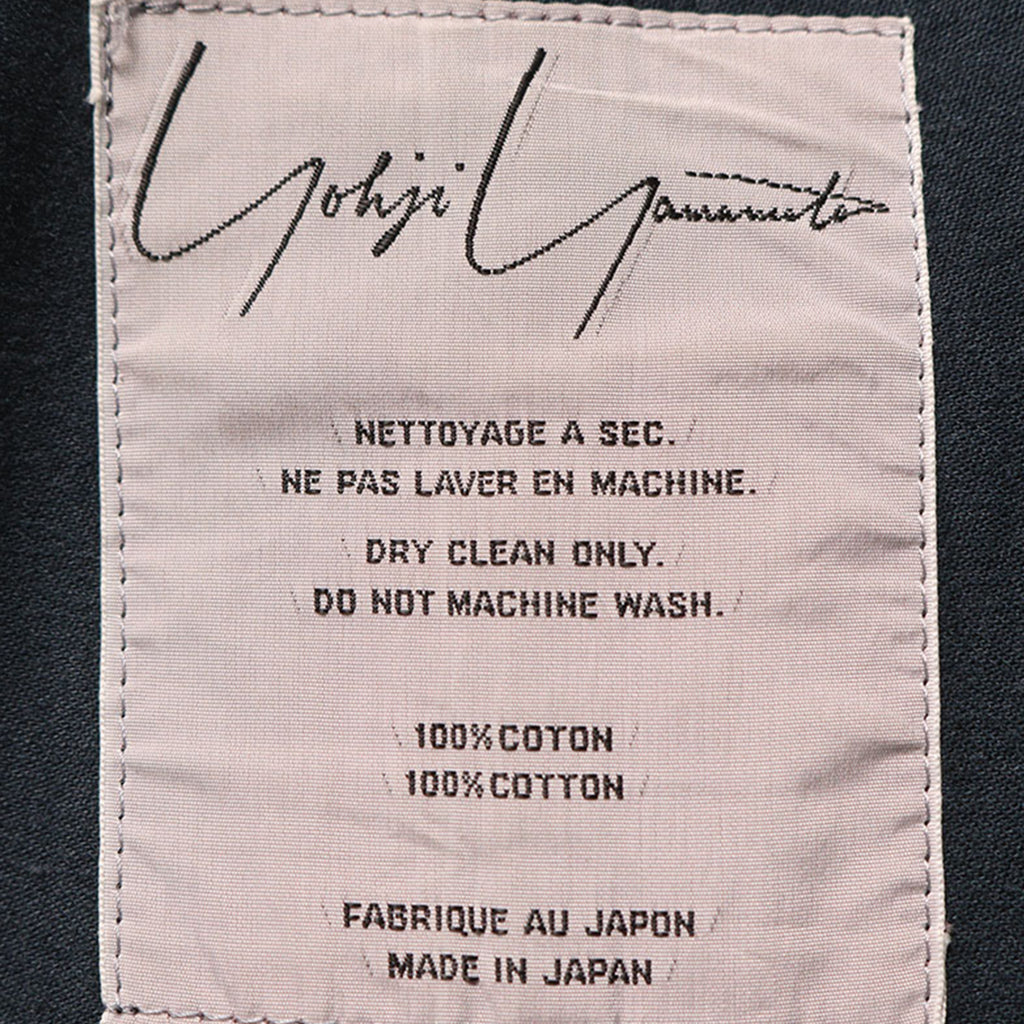 Yohji Yamamoto
NETTOYAGE A SEC.
NE PAS LAVER EN MACHINE.
DRY CLEAN ONLY.
DO NOT MACHINE WASH.
100%COTON
100%COTTON
FABRIQUE AU JAPON
MADE IN JAPAN